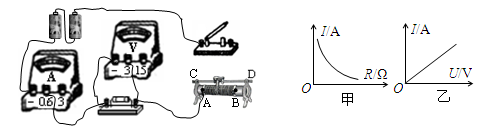 V
- 3 15
A
- 0.6 3
C D
A B
I/A
O R/Ω
甲
I/A
O U/V
乙